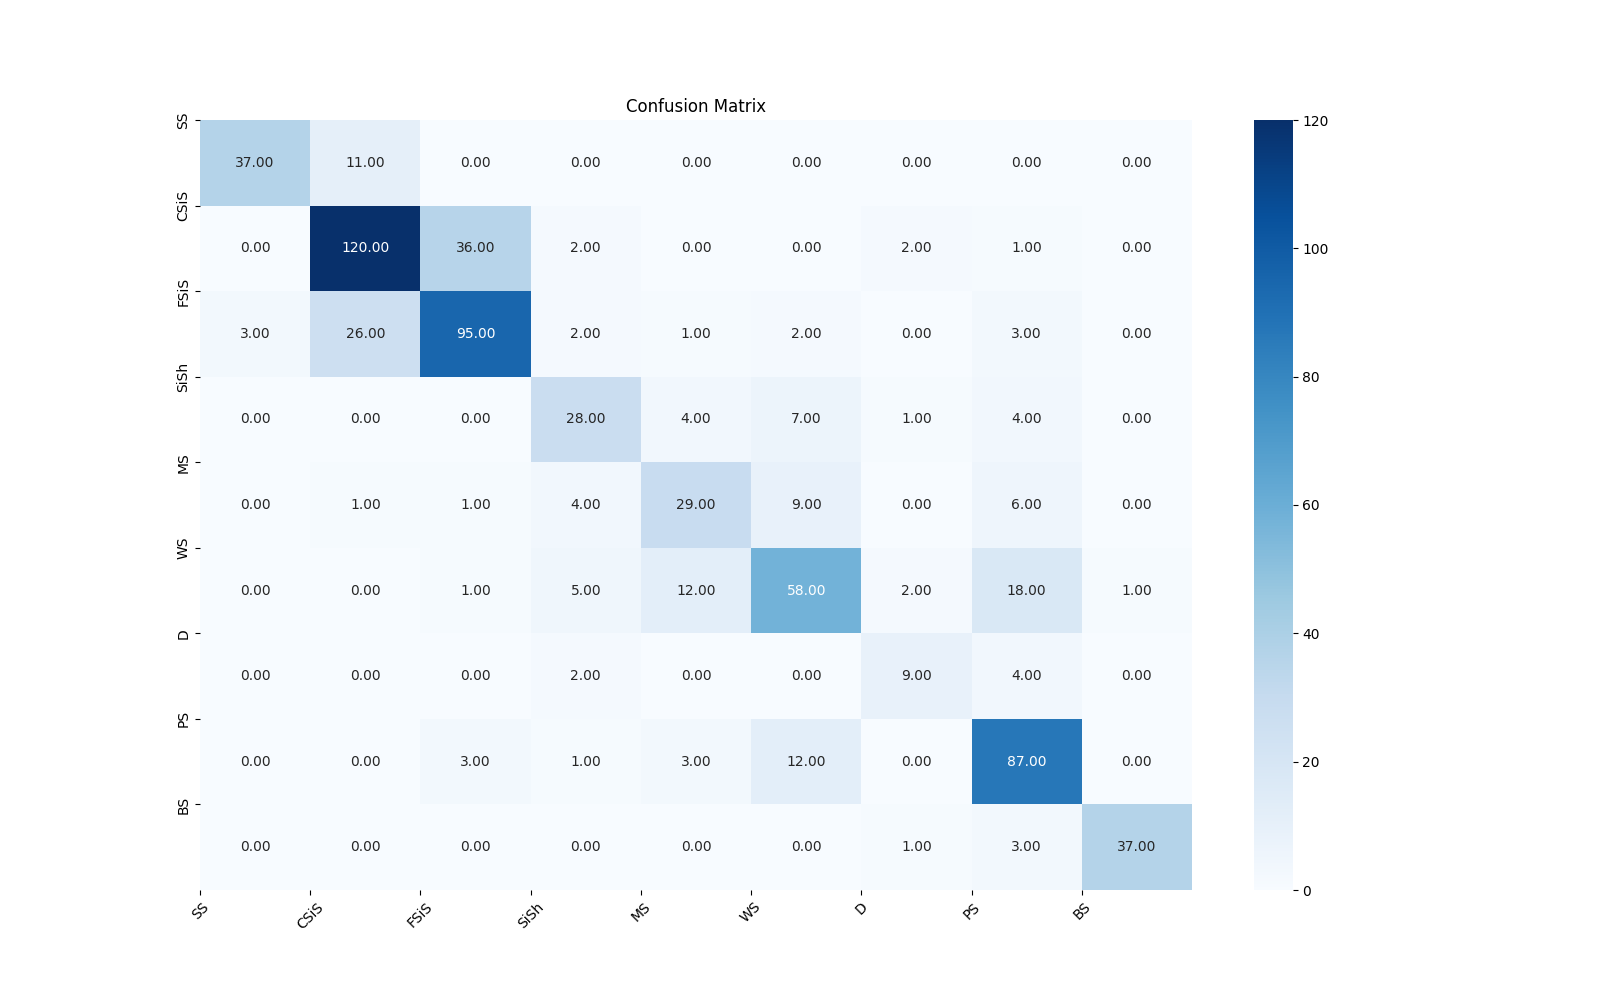 Confusion Matrix
SS
37.00 11.00 0.00 0.00 0.00 0.00 0.00 0.00 0.00
CSiS
0.00 120.00 36.00 2.00 0.00 0.00 2.00 1.00 0.00
FSiS
3.00 26.00 95.00 2.00 1.00 2.00 0.00 3.00 0.00
SiSh
0.00 0.00 0.00 28.00 4.00 7.00 1.00 4.00 0.00
MS
0.00 1.00 1.00 4.00 29.00 9.00 0.00 6.00 0.00
WS
0.00 0.00 1.00 5.00 12.00 58.00 2.00 18.00 1.00
D
0.00 0.00 0.00 2.00 0.00 0.00 9.00 4.00 0.00
PS
0.00 0.00 3.00 1.00 3.00 12.00 0.00 87.00 0.00
BS
0.00 0.00 0.00 0.00 0.00 0.00 1.00 3.00 37.00
SS CSiS FSiS SiSh MS WS D PS BS
120
100
80
60
40
20
0